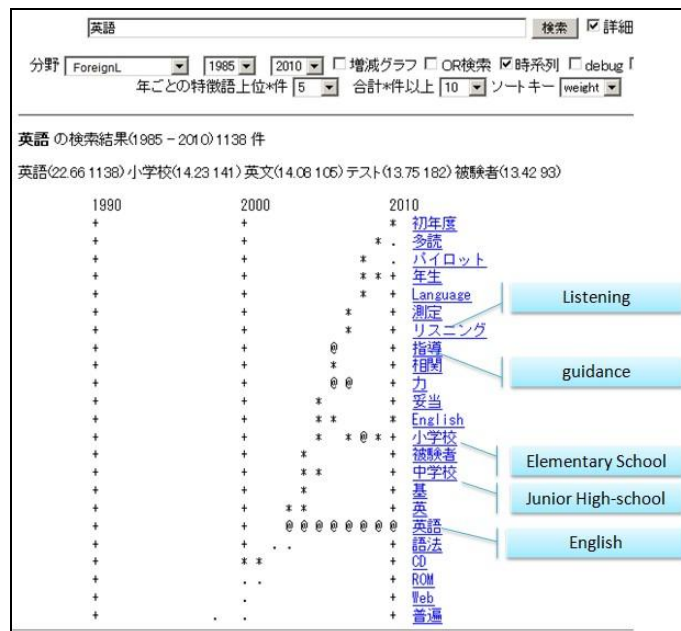 英語 検索 詳細
分野 ForeignL 1985 2010 増減グラフ OR検索 時系列 debug
年ごとの特徴語上位*件 5 合計*件以上 10 ソートキー weight
英語 の検索結果(1985 - 2010) 1138 件
英語(22.66 1138) 小学校(14.23 141) 英文(14.08 105) テスト(13.75 182) 被験者(13.42 93)
1990 2000 2010
+ + * 初年度
+ + * . 多読
+ + * . パイロット
+ + * * + 年生
+ + * + Language
+ + * + 測定
+ + * + リスニング
+ + @ + 指導
+ + * + 相関
+ + @ @ + 力
+ + * + 妥当
+ + * * * English
+ + * * @ * + 小学校
+ + * + 被験者
+ + * * + 中学校
+ + * + 基
+ + * * + 英
+ + @ @ @ @ @ @ @ @ 英語
+ + . . + 語法
+ * * + CD
+ . . + ROM
+ . + Web
+ . . + 普遍
Listening
guidance
Elementary School
Junior High-school
English